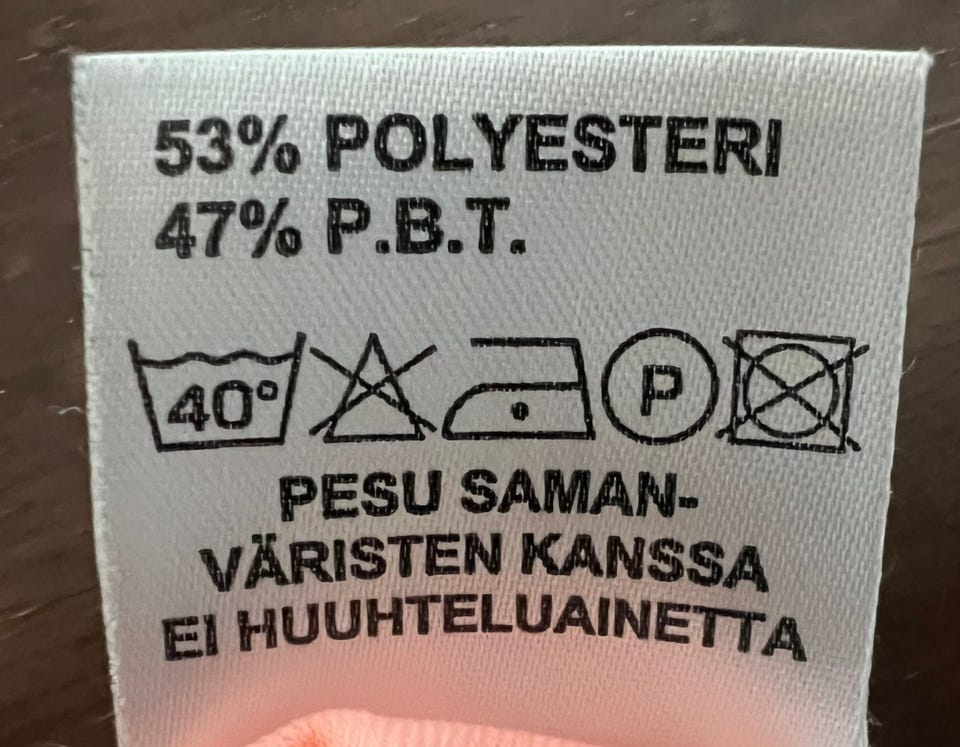 53% POLYESTERI
47% P.B.T.
40° P
PESU SAMAN-
VÄRISTEN KANSSA
EI HUUHTELUAINETTA